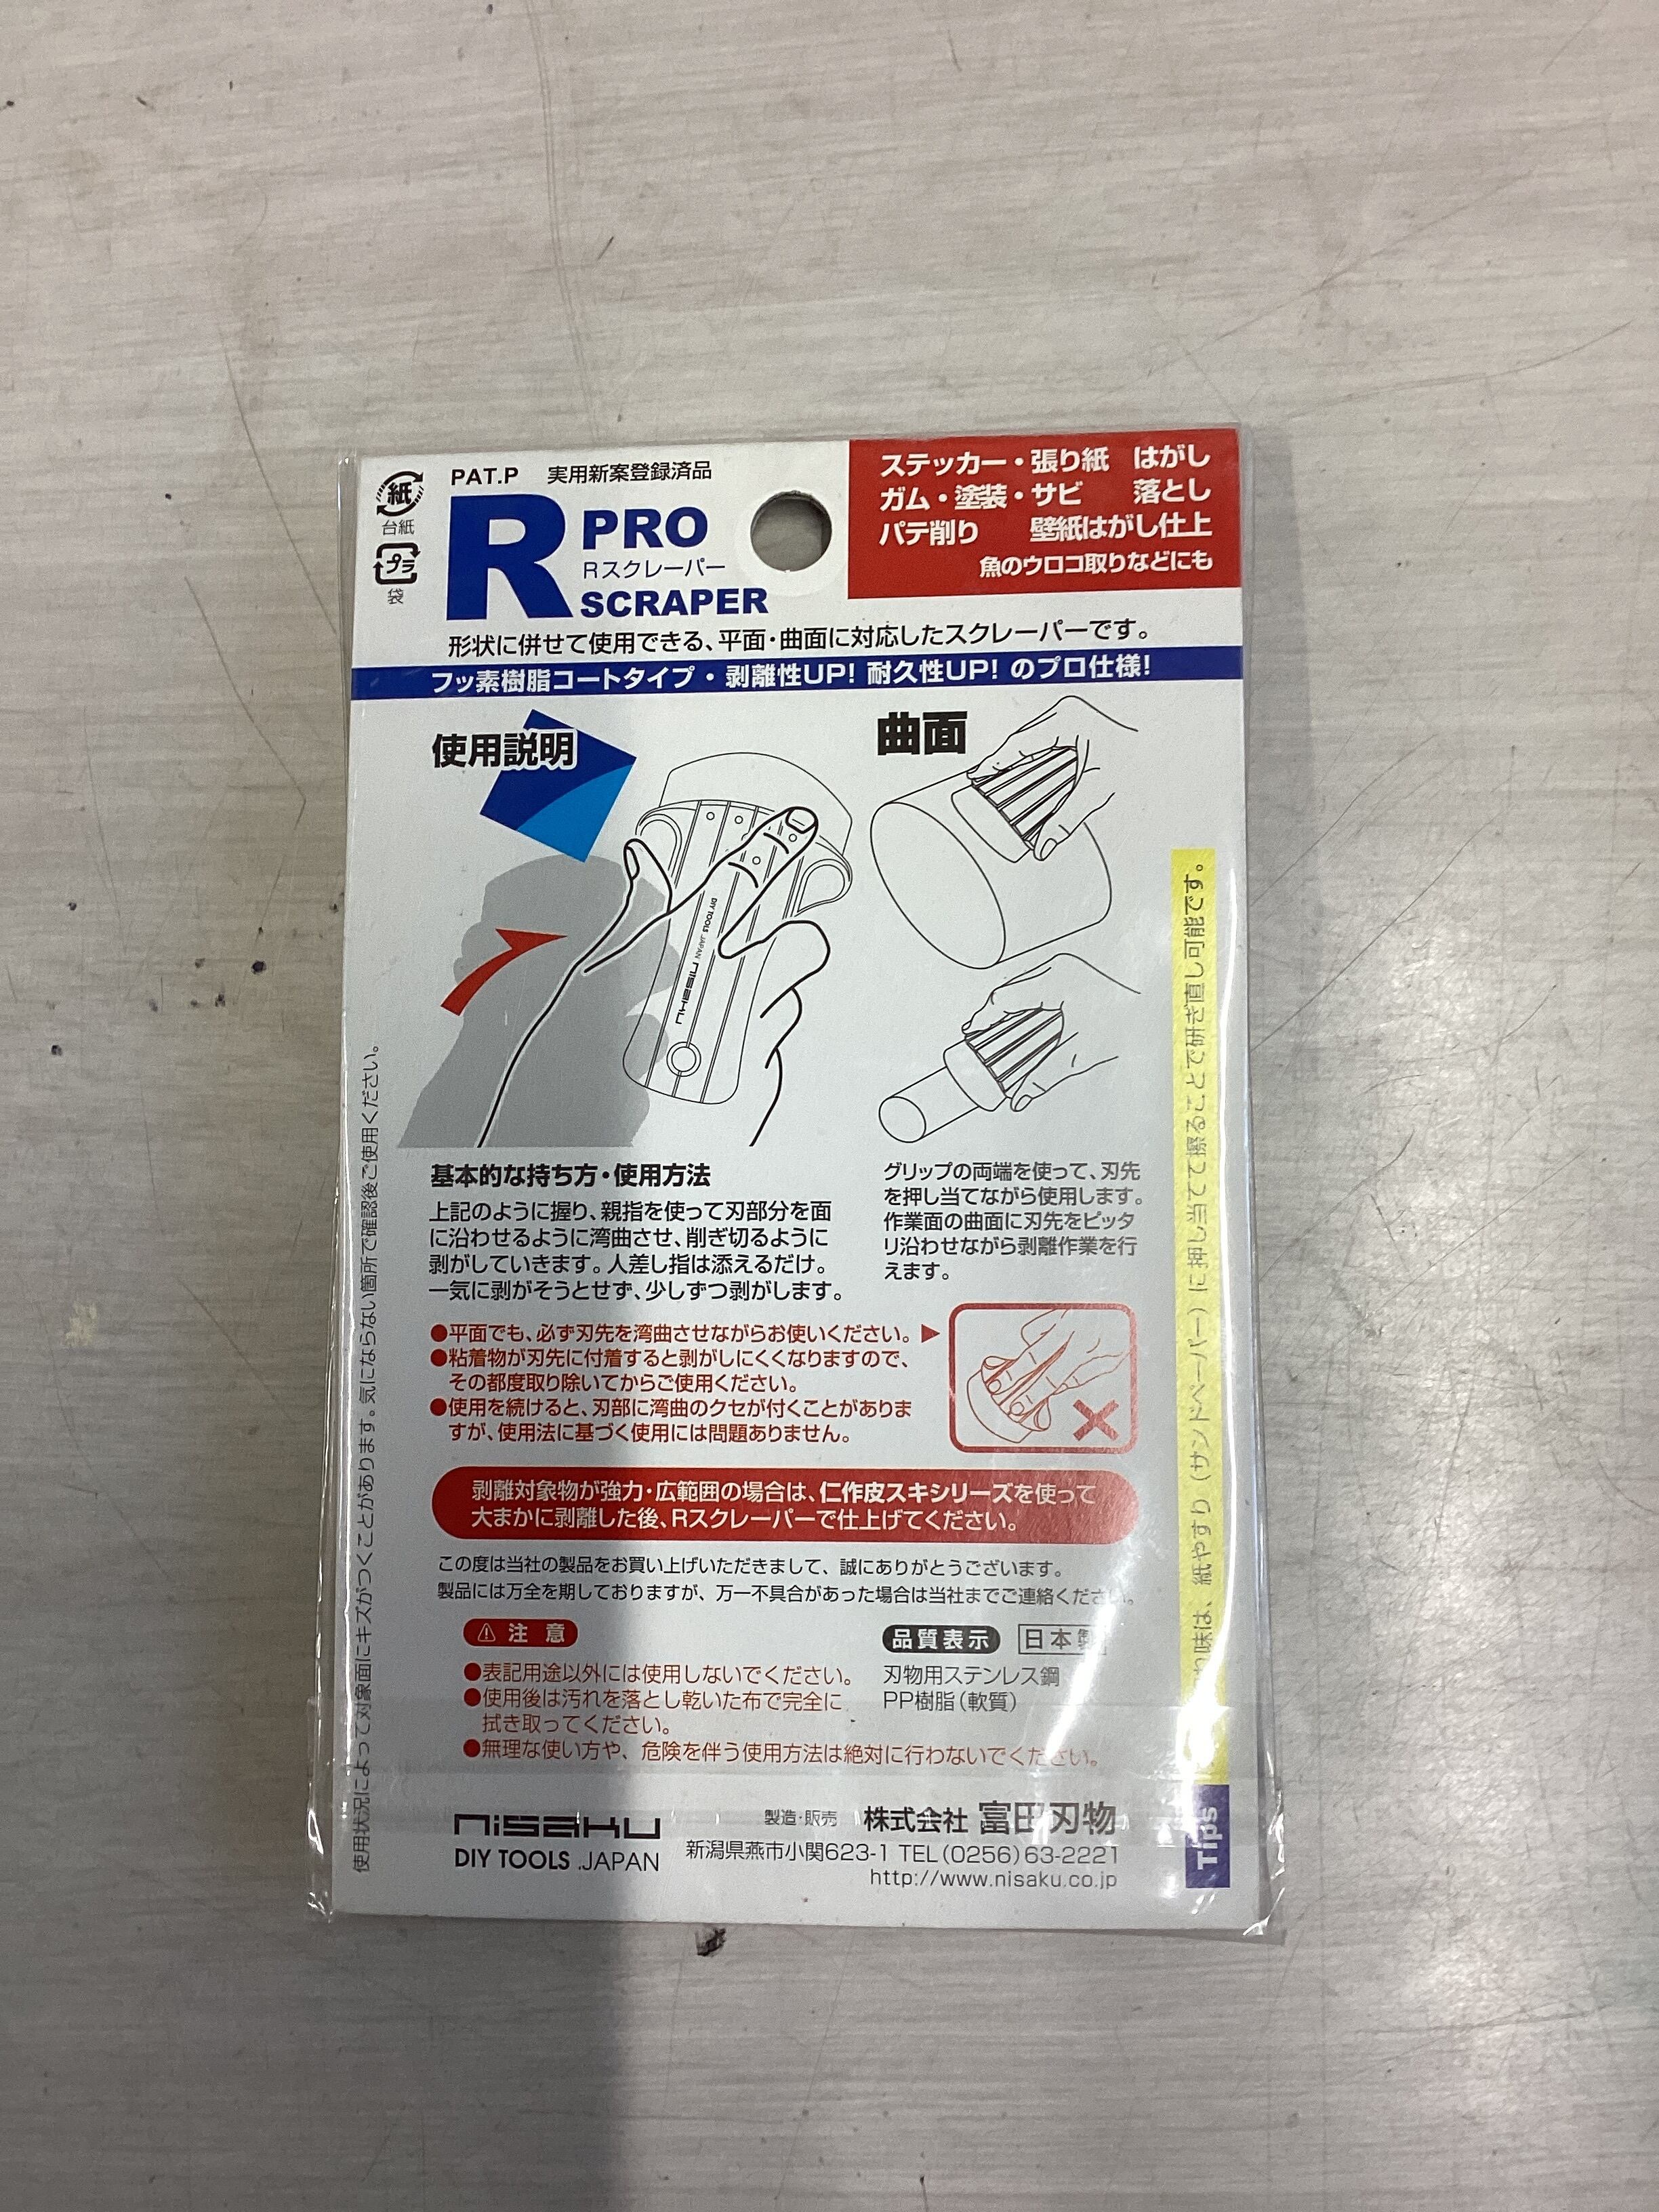 紙
台紙
プラ
袋
PAT.P 実用新案登録済品
R PRO
Rスクレーパー
SCRAPER
ステッカー・張り紙 はがし
ガム・塗装・サビ 落とし
パテ削り 壁紙はがし仕上
魚のウロコ取りなどにも
形状に併せて使用できる、平面・曲面に対応したスクレーパーです。
フッ素樹脂コートタイプ・剥離性UP! 耐久性UP! のプロ仕様!
使用説明
DIY TOOLS .JAPAN nisaku
曲面
基本的な持ち方・使用方法
上記のように握り、親指を使って刃部分を面
に沿わせるように湾曲させ、削ぎ切るように
剥がしていきます。人差し指は添えるだけ。
一気に剥がそうとせず、少しずつ剥がします。
グリップの両端を使って、刃先
を押し当てながら使用します。
作業面の曲面に刃先をピッタ
リ沿わせながら剥離作業を行
えます。
●平面でも、必ず刃先を湾曲させながらお使いください。▶
●粘着物が刃先に付着すると剥がしにくくなりますので、
その都度取り除いてからご使用ください。
●使用を続けると、刃部に湾曲のクセが付くことがありま
すが、使用法に基づく使用には問題ありません。
剥離対象物が強力・広範囲の場合は、仁作皮スキシリーズを使って
大まかに剥離した後、Rスクレーパーで仕上げてください。
この度は当社の製品をお買い上げいただきまして、誠にありがとうございます。
製品には万全を期しておりますが、万一不具合があった場合は当社までご連絡ください。
注意
●表記用途以外には使用しないでください。
●使用後は汚れを落とし乾いた布で完全に
拭き取ってください。
●無理な使い方や、危険を伴う使用方法は絶対に行わないでください。
品質表示 日本製
刃物用ステンレス鋼
PP樹脂(軟質)
nisaku
DIY TOOLS .JAPAN
製造・販売 株式会社 富田刃物
新潟県燕市小関623-1 TEL(0256)63-2221
http://www.nisaku.co.jp
使用状況によって対象面にキズがつくことがあります。気にならない箇所で確認後ご使用ください。
Tips
味は、紙やすり(サンドペーパー)に押し当てて擦ることで研ぎ直し可能です。